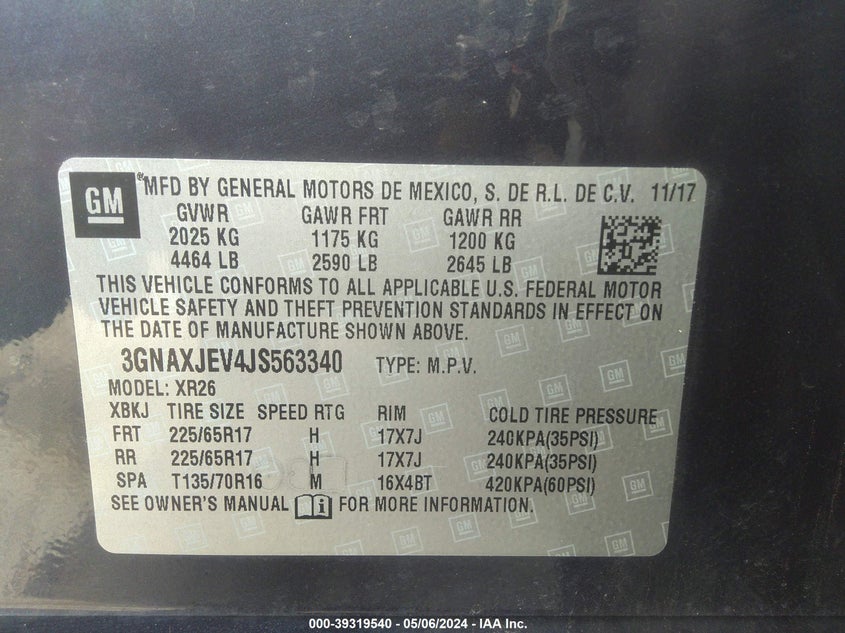 GM
®MFD BY GENERAL MOTORS DE MEXICO, S. DE R.L. DE C.V. 11/17
GVWR GAWR FRT GAWR RR
2025 KG 1175 KG 1200 KG
4464 LB 2590 LB 2645 LB
THIS VEHICLE CONFORMS TO ALL APPLICABLE U.S. FEDERAL MOTOR
VEHICLE SAFETY AND THEFT PREVENTION STANDARDS IN EFFECT ON
THE DATE OF MANUFACTURE SHOWN ABOVE.
3GNAXJEV4JS563340 TYPE: M.P.V.
MODEL: XR26
XBKJ TIRE SIZE SPEED RTG RIM COLD TIRE PRESSURE
FRT 225/65R17 H 17X7J 240KPA(35PSI)
RR 225/65R17 H 17X7J 240KPA(35PSI)
SPA T135/70R16 M 16X4BT 420KPA(60PSI)
SEE OWNER'S MANUAL FOR MORE INFORMATION.
000-39319540 - 05/06/2024 - IAA Inc.